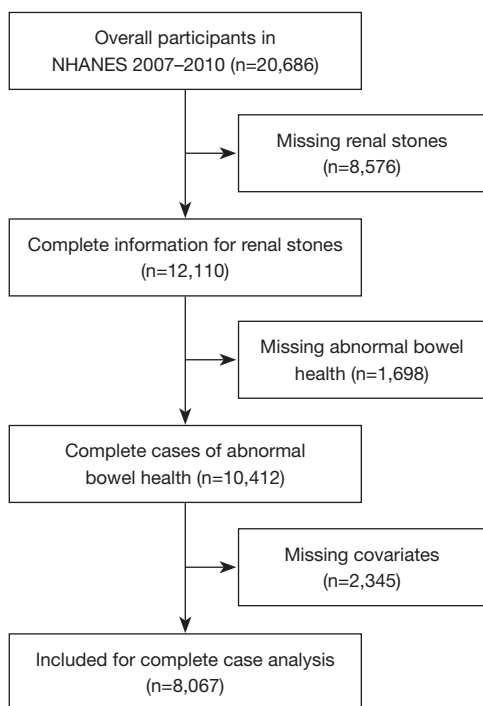 Overall participants in
NHANES 2007–2010 (n=20,686)
Missing renal stones
(n=8,576)
Complete information for renal stones
(n=12,110)
Missing abnormal bowel
health (n=1,698)
Complete cases of abnormal
bowel health (n=10,412)
Missing covariates
(n=2,345)
Included for complete case analysis
(n=8,067)